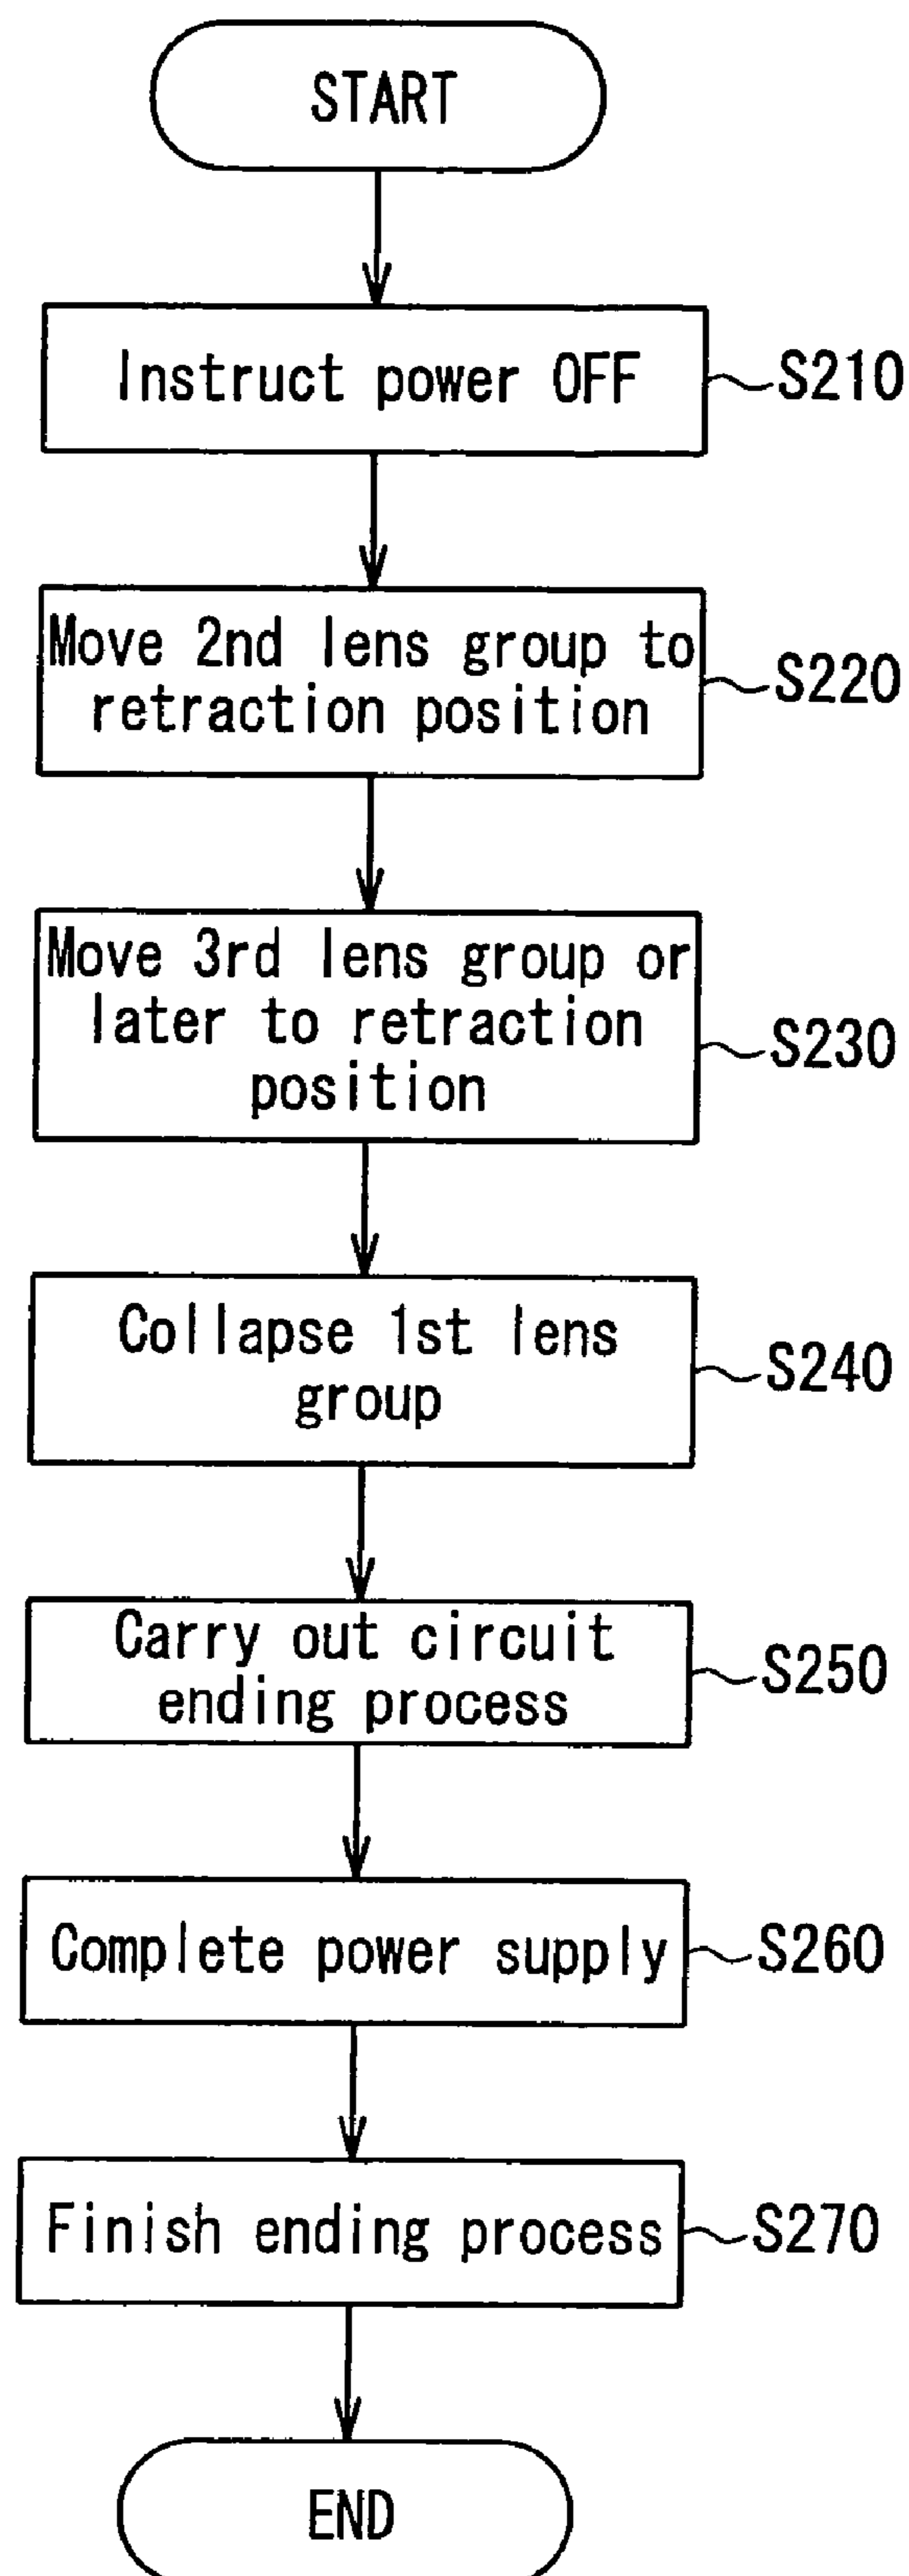 START
Instruct power OFF
S210
Move 2nd lens group to
retraction position
S220
Move 3rd lens group or
later to retraction
position
S230
Collapse 1st lens
group
S240
Carry out circuit
ending process
S250
Complete power supply
S260
Finish ending process
S270
END